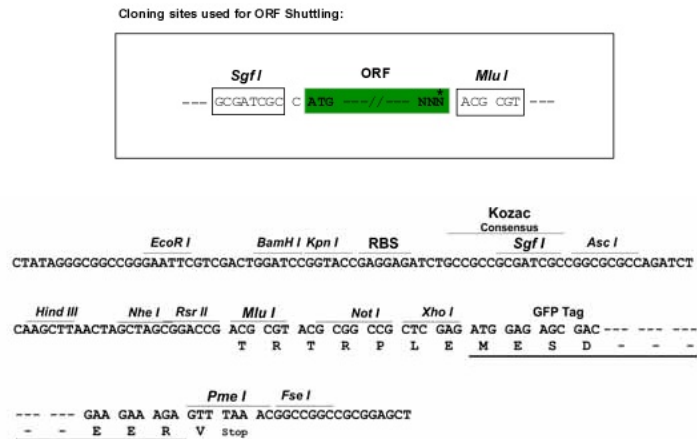 Cloning sites used for ORF Shuttling:
Sgf I ORF Mlu I
--- GCGATCGC C ATG ---//--- NNN* ACG CGT ---
Kozac
Consensus
EcoR I BamH I Kpn I RBS Sgf I Asc I
CTATAGGGCGGCCGGGAATTCGTCGACTGGATCCGGTACCGAGGAGATCTGCCGCCGCGATCGCCGGCGCGCCAGATCT
Hind III Nhe I Rsr II Mlu I Not I Xho I GFP Tag
CAAGCTTAACTAGCTAGCGGACCG ACG CGT ACG CGG CCG CTC GAG ATG GAG AGC GAC--- --- ---
T R T R P L E M E S D - - -
Pme I Fse I
--- --- GAA GAA AGA GTT TAA ACGGCCGGCCGCGGAGCT
- - E E R V Stop